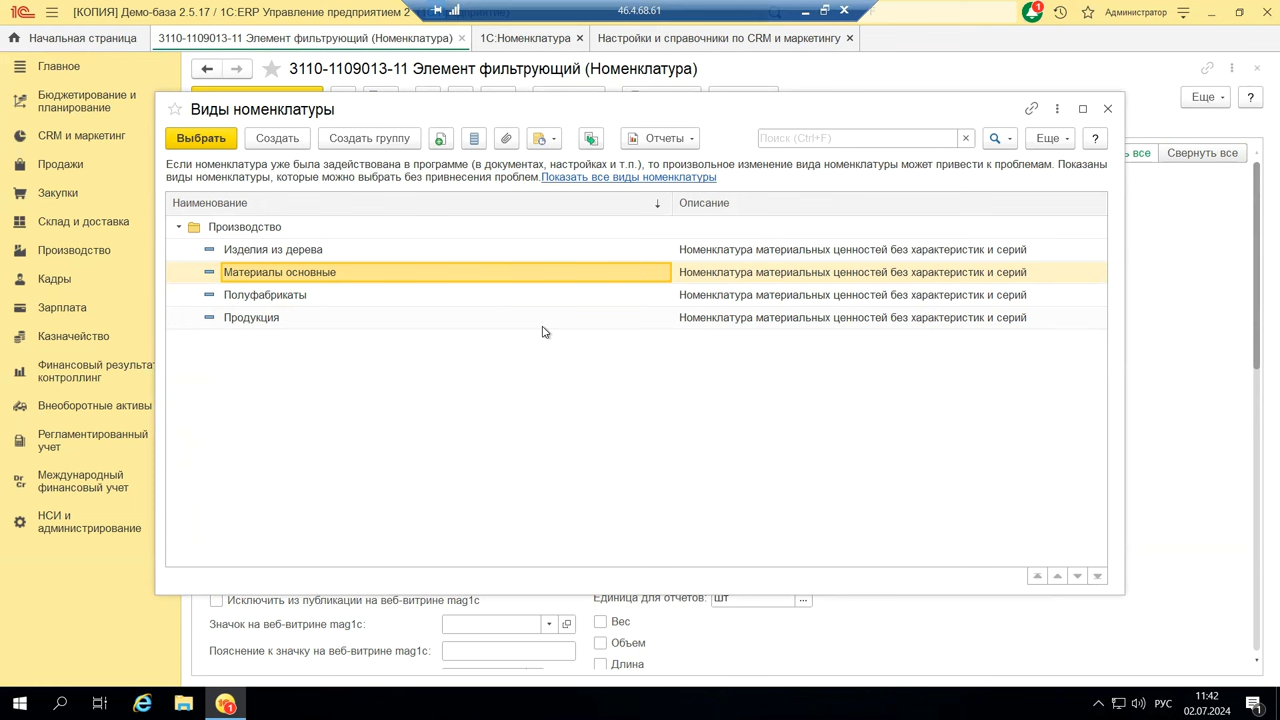 [КОПИЯ] Демо-база 2.5.17 / 1С:ERP Управление предприятием 2
46.4.68.61
1
Администратор
Начальная страница
3110-1109013-11 Элемент фильтрующий (Номенклатура) ×
1С:Номенклатура ×
Настройки и справочники по CRM и маркетингу ×
Главное
Бюджетирование и
планирование
CRM и маркетинг
Продажи
Закупки
Склад и доставка
Производство
Кадры
Зарплата
Казначейство
Финансовый результат
контроллинг
Внеоборотные активы
Регламентированный
учет
Международный
финансовый учет
НСИ и
администрирование
3110-1109013-11 Элемент фильтрующий (Номенклатура)
Еще
?
все
Свернуть все
Виды номенклатуры
Выбрать
Создать
Создать группу
Отчеты
Поиск (Ctrl+F)
×
Еще
?
Если номенклатура уже была задействована в программе (в документах, настройках и т.п.), то произвольное изменение вида номенклатуры может привести к проблемам. Показаны
виды номенклатуры, которые можно выбрать без привнесения проблем. Показать все виды номенклатуры
Наименование ↓ Описание
Производство
Изделия из дерева Номенклатура материальных ценностей без характеристик и серий
Материалы основные Номенклатура материальных ценностей без характеристик и серий
Полуфабрикаты Номенклатура материальных ценностей без характеристик и серий
Продукция Номенклатура материальных ценностей без характеристик и серий
Исключить из публикации на веб-витрине mag1c
Единица для отчетов: шт ...
Значок на веб-витрине mag1c:
Вес
Объем
Пояснение к значку на веб-витрине mag1c:
Длина
РУС
11:42
02.07.2024
1